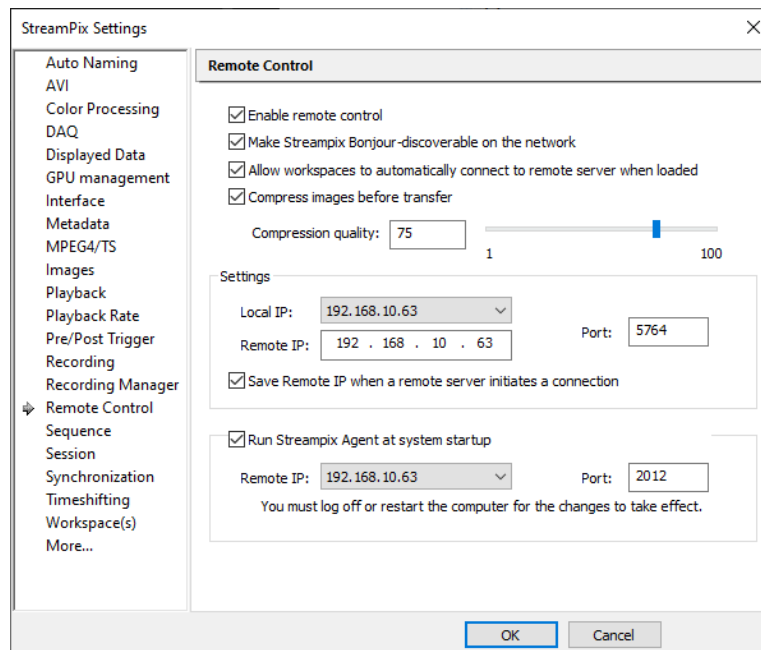 StreamPix Settings
Auto Naming
AVI
Color Processing
DAQ
Displayed Data
GPU management
Interface
Metadata
MPEG4/TS
Images
Playback
Playback Rate
Pre/Post Trigger
Recording
Recording Manager
Remote Control
Sequence
Session
Synchronization
Timeshifting
Workspace(s)
More...
Remote Control
Enable remote control
Make Streampix Bonjour-discoverable on the network
Allow workspaces to automatically connect to remote server when loaded
Compress images before transfer
Compression quality: 75
1 100
Settings
Local IP: 192.168.10.63
Remote IP: 192 . 168 . 10 . 63 Port: 5764
Save Remote IP when a remote server initiates a connection
Run Streampix Agent at system startup
Remote IP: 192.168.10.63 Port: 2012
You must log off or restart the computer for the changes to take effect.
OK Cancel